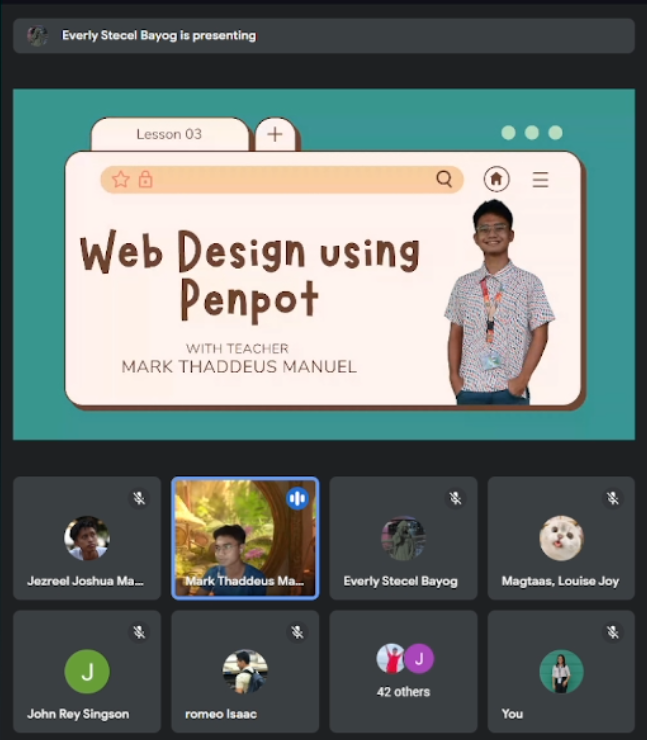 Everly Stecel Bayog is presenting
Lesson 03
Web Design using
Penpot
WITH TEACHER
MARK THADDEUS MANUEL
Jezreel Joshua Ma...
Mark Thaddeus Ma...
Everly Stecel Bayog
Magtaas, Louise Joy
J
J
John Rey Singson
romeo Isaac
42 others
You